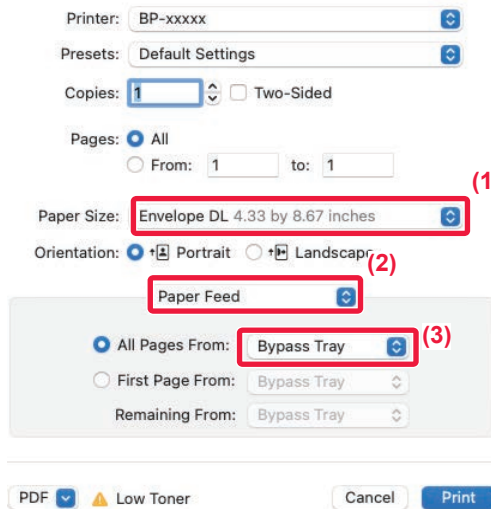 Printer: BP-xxxxx
Presets: Default Settings
Copies: 1 Two-Sided
Pages: All
From: 1 to: 1
(1
Paper Size: Envelope DL 4.33 by 8.67 inches
Orientation: Portrait Landscape
(2)
Paper Feed
All Pages From: Bypass Tray (3)
First Page From: Bypass Tray
Remaining From: Bypass Tray
PDF Low Toner Cancel Print